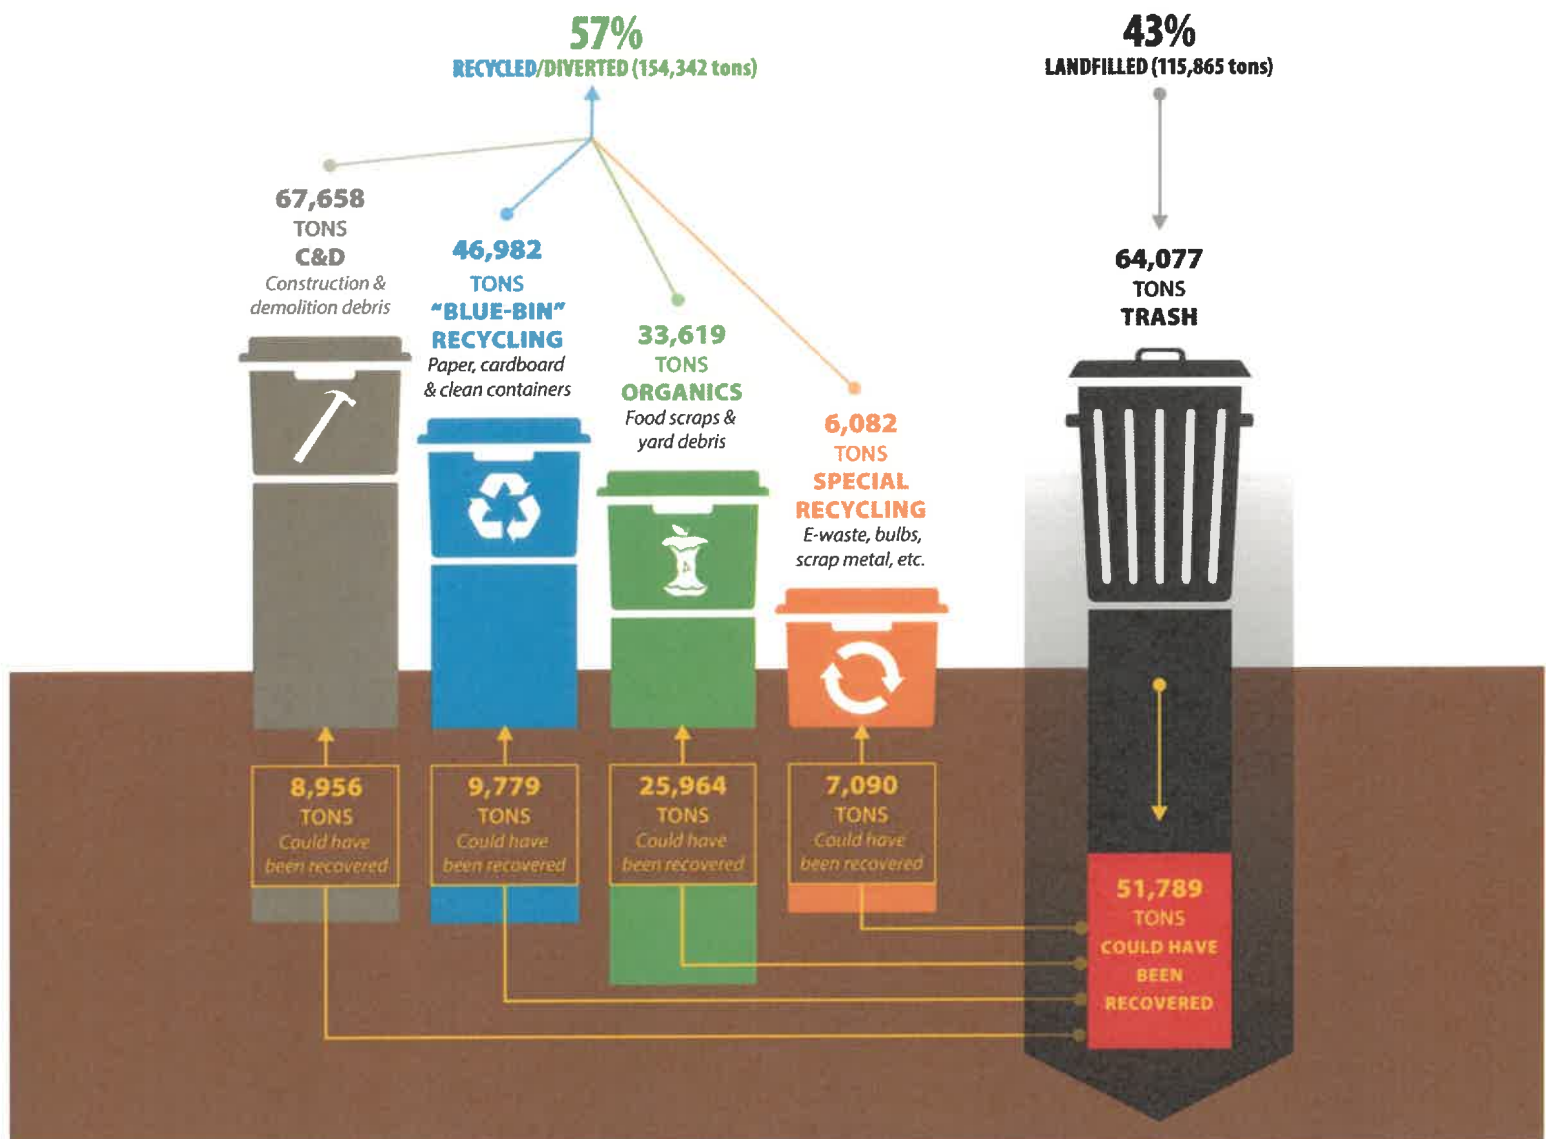 57%
RECYCLED/DIVERTED (154,342 tons)
43%
LANDFILLED (115,865 tons)
67,658
TONS
C&D
Construction &
demolition debris
46,982
TONS
“BLUE-BIN”
RECYCLING
Paper, cardboard
& clean containers
33,619
TONS
ORGANICS
Food scraps &
yard debris
6,082
TONS
SPECIAL
RECYCLING
E-waste, bulbs,
scrap metal, etc.
64,077
TONS
TRASH
8,956
TONS
Could have
been recovered
9,779
TONS
Could have
been recovered
25,964
TONS
Could have
been recovered
7,090
TONS
Could have
been recovered
51,789
TONS
COULD HAVE
BEEN
RECOVERED